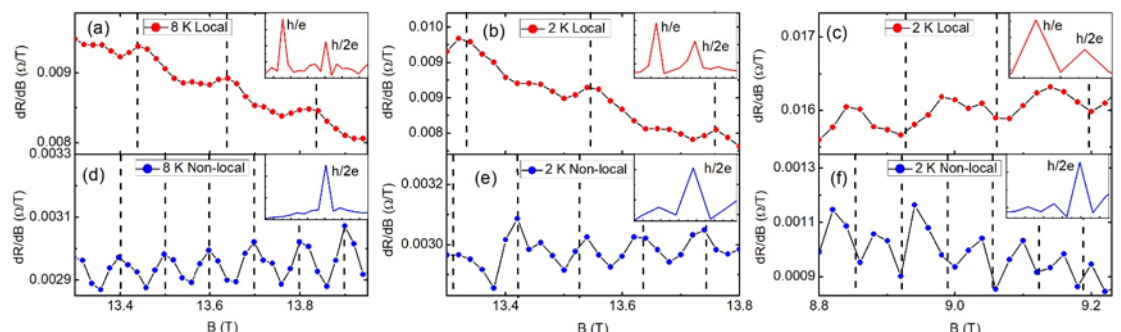 (a)
8 K Local
h/e
h/2e
dR/dB (Ω/T)
0.009
0.008
(b)
2 K Local
h/e
h/2e
dR/dB (Ω/T)
0.010
0.009
0.008
(c)
2 K Local
h/e
h/2e
dR/dB (Ω/T)
0.017
0.016
(d)
8 K Non-local
h/2e
dR/dB (Ω/T)
0.0033
0.0031
0.0029
13.4
13.6
13.8
B (T)
(e)
2 K Non-local
h/2e
dR/dB (Ω/T)
0.0032
0.0030
13.4
13.6
13.8
B (T)
(f)
2 K Non-local
h/2e
dR/dB (Ω/T)
0.0013
0.0011
0.0009
8.8
9.0
9.2
B (T)